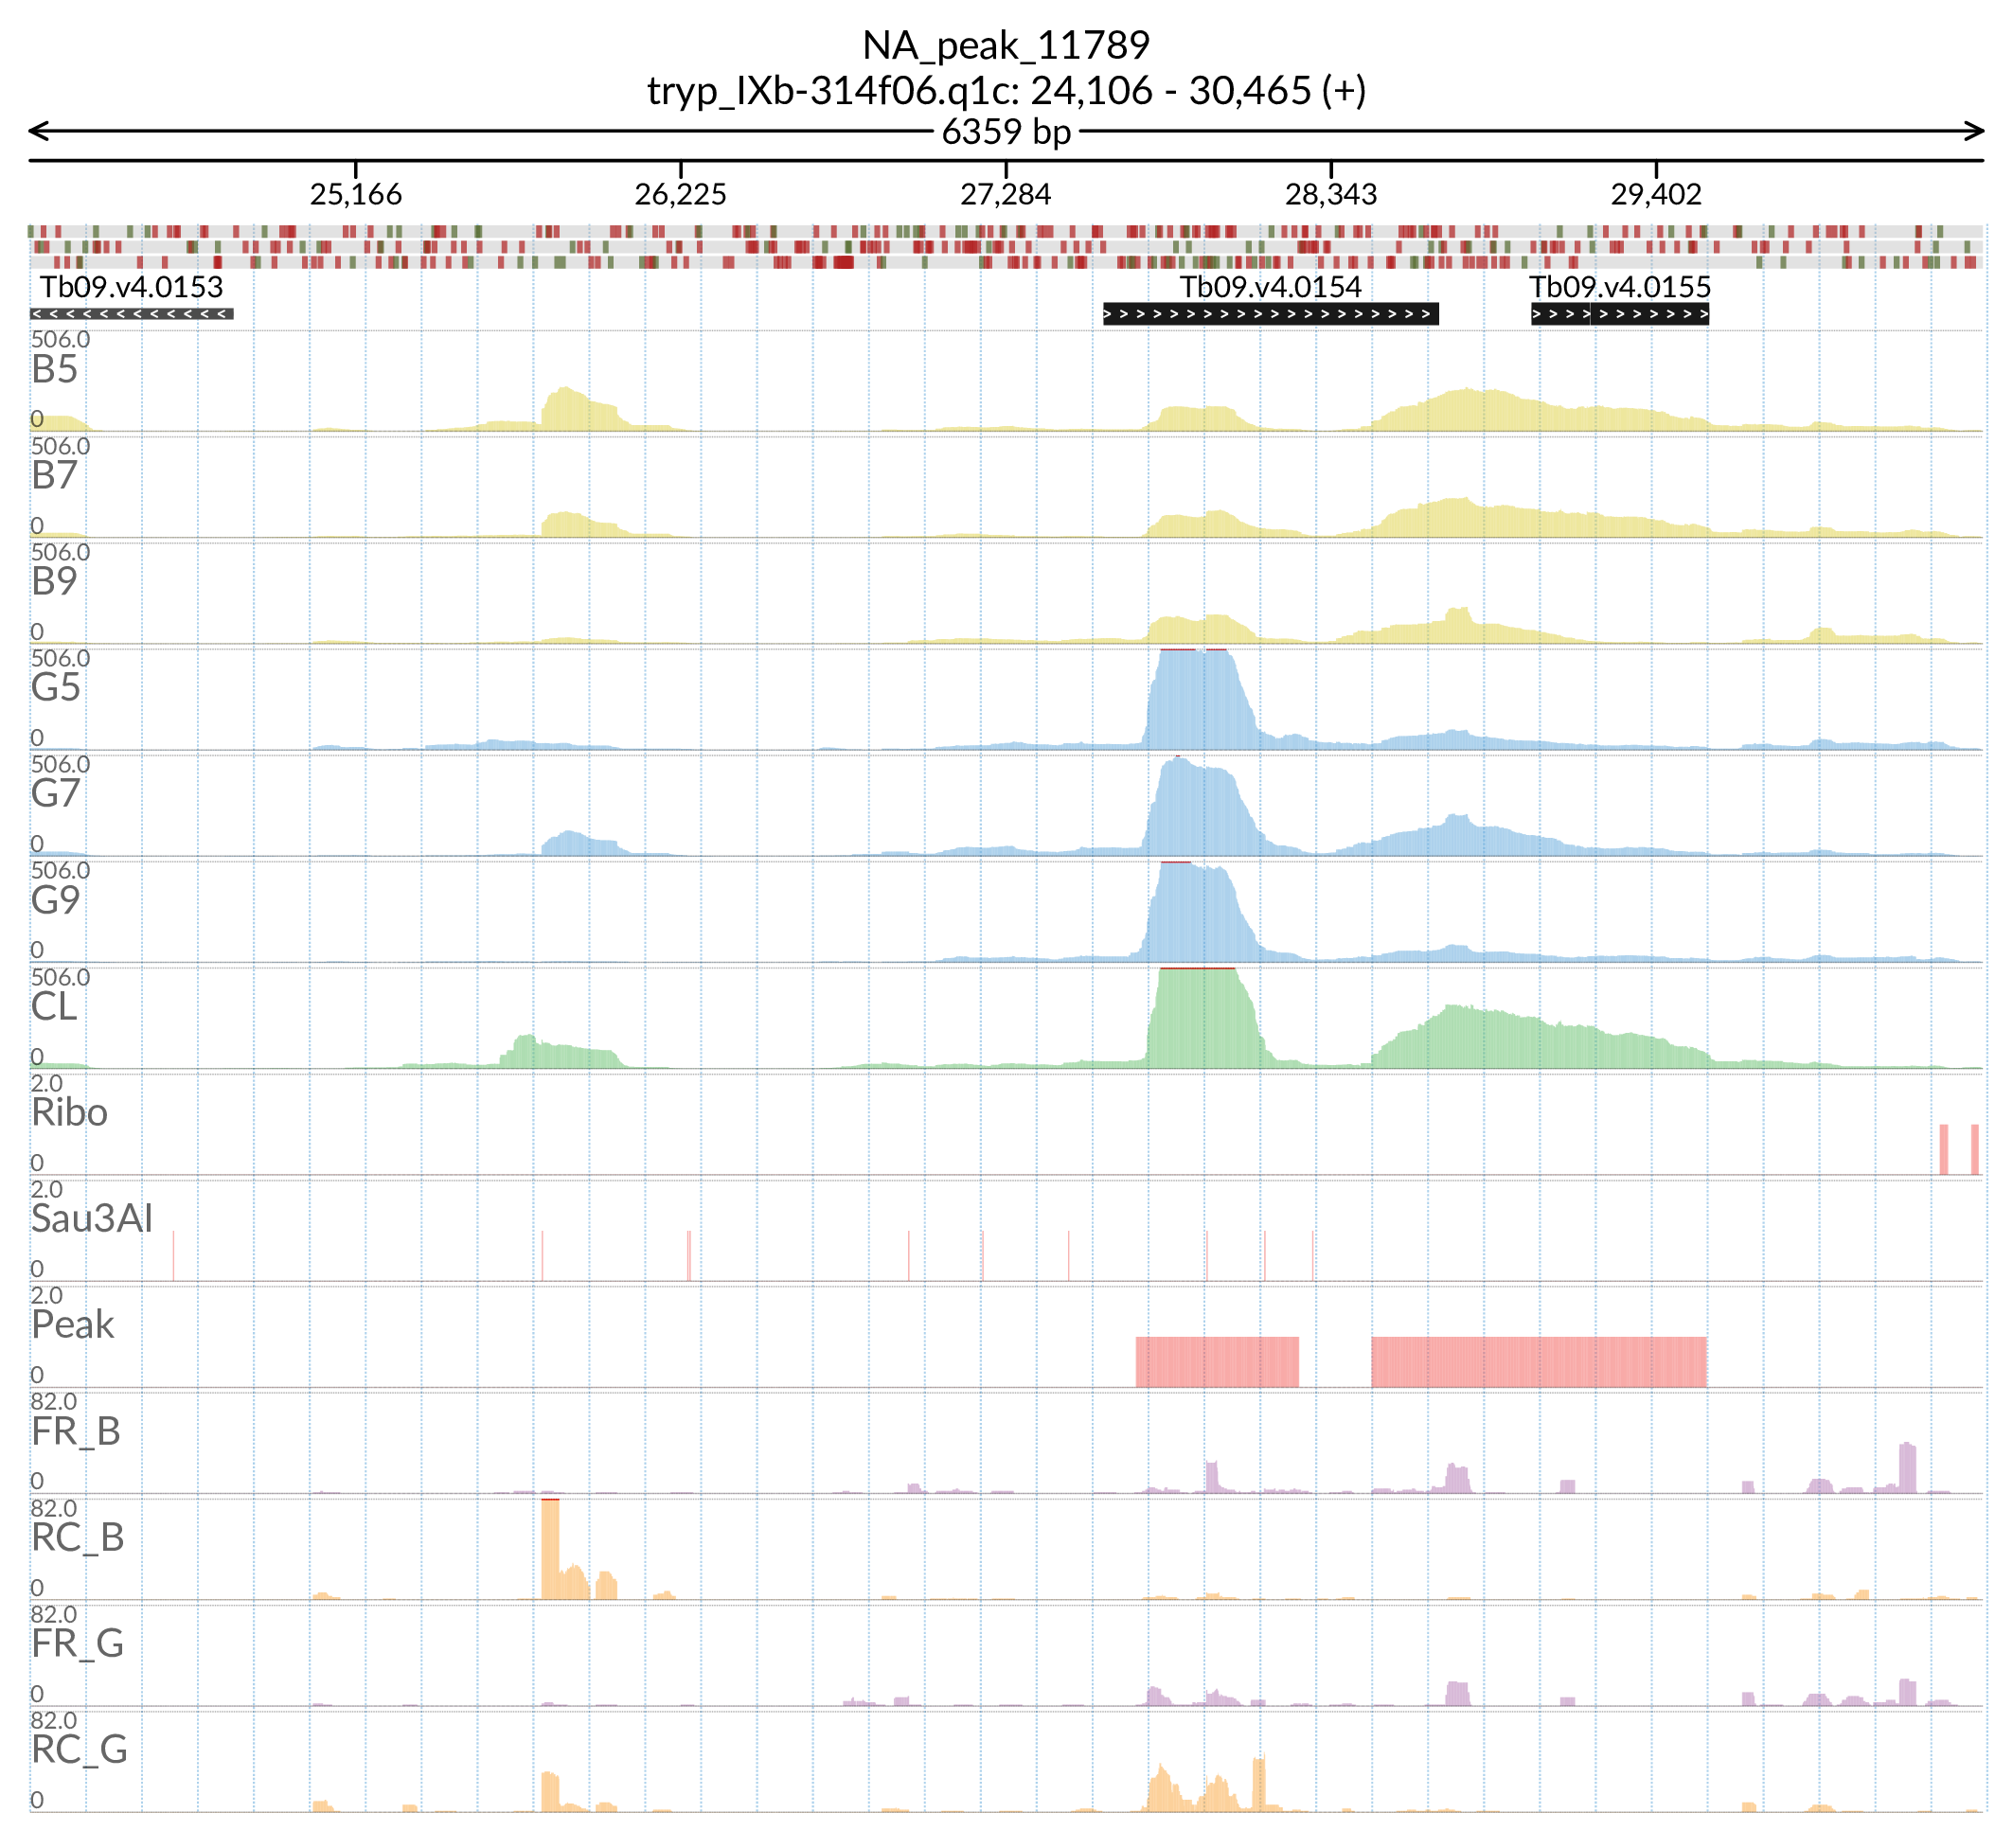 NA_peak_11789
tryp_IXb-314f06.q1c: 24,106 - 30,465 (+)
6359 bp
25,166 26,225 27,284 28,343 29,402
Tb09.v4.0153 Tb09.v4.0154 Tb09.v4.0155
506.0
B5
0
506.0
B7
0
506.0
B9
0
506.0
G5
0
506.0
G7
0
506.0
G9
0
506.0
CL
0
2.0
Ribo
0
2.0
Sau3AI
0
2.0
Peak
0
82.0
FR_B
0
82.0
RC_B
0
82.0
FR_G
0
82.0
RC_G
0